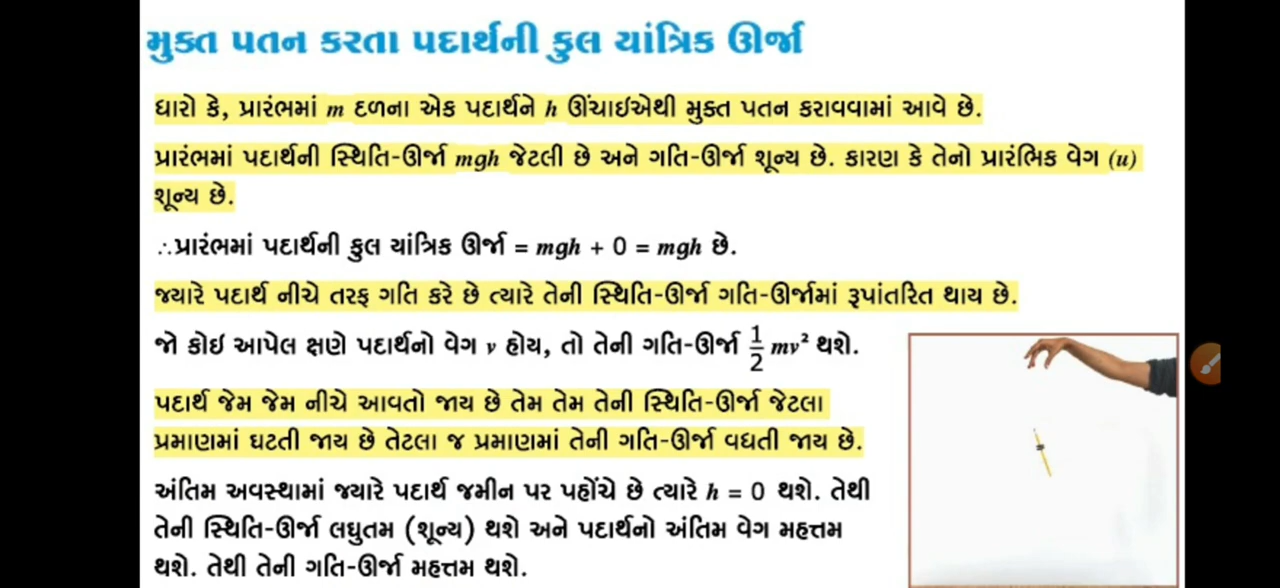 મુક્ત પતન કરતા પદાર્થની કુલ યાંત્રિક ઊર્જા
ધારો કે, પ્રારંભમાં m દળના એક પદાર્થને h ઊંચાઈએથી મુક્ત પતન કરાવવામાં આવે છે.
પ્રારંભમાં પદાર્થની સ્થિતિ-ઊર્જા mgh જેટલી છે અને ગતિ-ઊર્જા શૂન્ય છે. કારણ કે તેનો પ્રારંભિક વેગ (u)
શૂન્ય છે.
∴પ્રારંભમાં પદાર્થની કુલ યાંત્રિક ઊર્જા = mgh + 0 = mgh છે.
જ્યારે પદાર્થ નીચે તરફ ગતિ કરે છે ત્યારે તેની સ્થિતિ-ઊર્જા ગતિ-ઊર્જામાં રૂપાંતરિત થાય છે.
જો કોઈ આપેલ ક્ષણે પદાર્થનો વેગ v હોય, તો તેની ગતિ-ઊર્જા 1/2 mv² થશે.
પદાર્થ જેમ જેમ નીચે આવતો જાય છે તેમ તેમ તેની સ્થિતિ-ઊર્જા જેટલા
પ્રમાણમાં ઘટતી જાય છે તેટલા જ પ્રમાણમાં તેની ગતિ-ઊર્જા વધતી જાય છે.
અંતિમ અવસ્થામાં જ્યારે પદાર્થ જમીન પર પહોંચે છે ત્યારે h = 0 થશે. તેથી
તેની સ્થિતિ-ઊર્જા લઘુતમ (શૂન્ય) થશે અને પદાર્થનો અંતિમ વેગ મહત્તમ
થશે. તેથી તેની ગતિ-ઊર્જા મહત્તમ થશે.